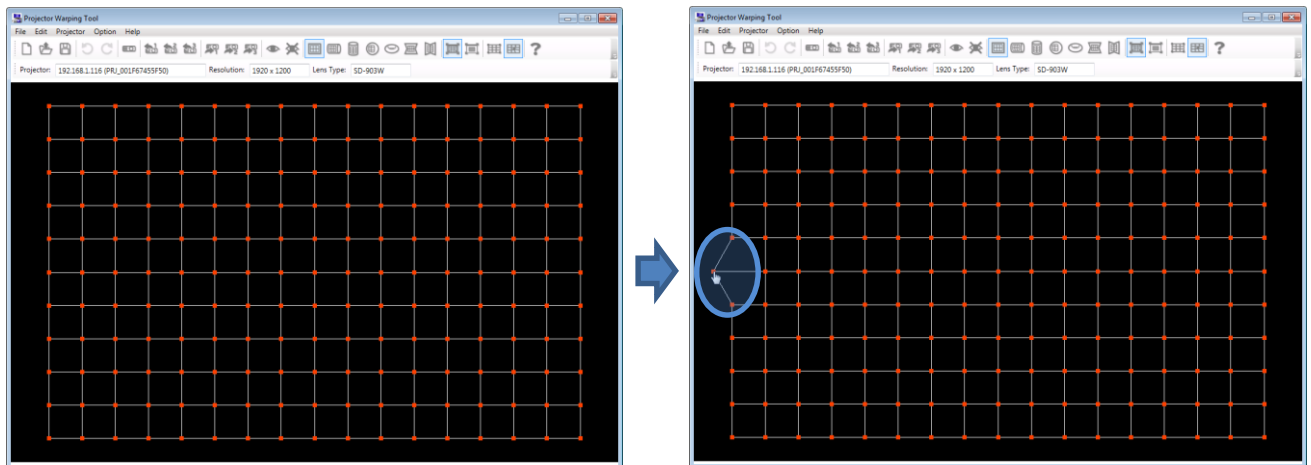 Projector Warping Tool
File Edit Projector Option Help
Projector: 192.168.1.116 (PRJ_001F67455F50) Resolution: 1920 x 1200 Lens Type: SD-903W
Projector Warping Tool
File Edit Projector Option Help
Projector: 192.168.1.116 (PRJ_001F67455F50) Resolution: 1920 x 1200 Lens Type: SD-903W